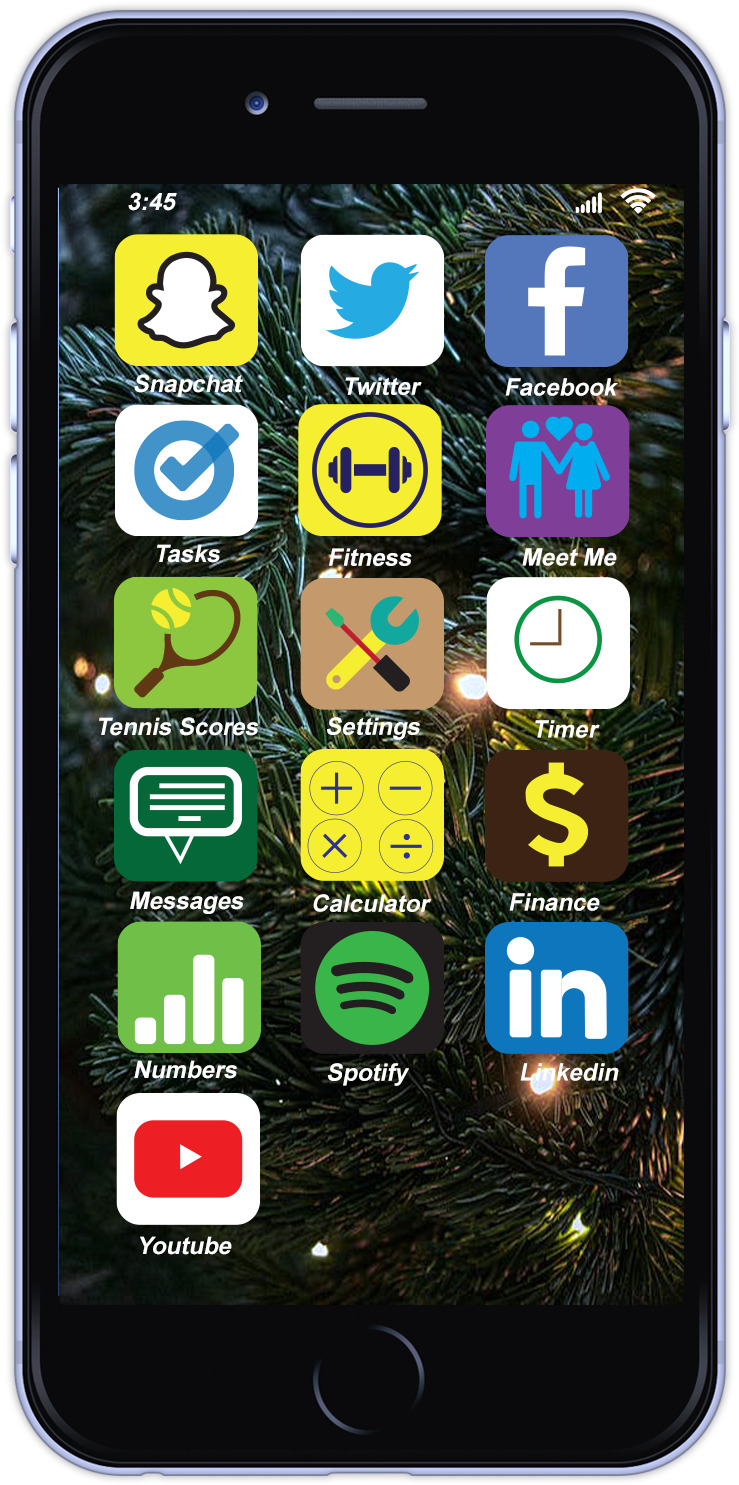 3:45
Snapchat
Twitter
Facebook
Tasks
Fitness
Meet Me
Tennis Scores
Settings
Timer
Messages
Calculator
$
Finance
in
Numbers
Spotify
Linkedin
Youtube